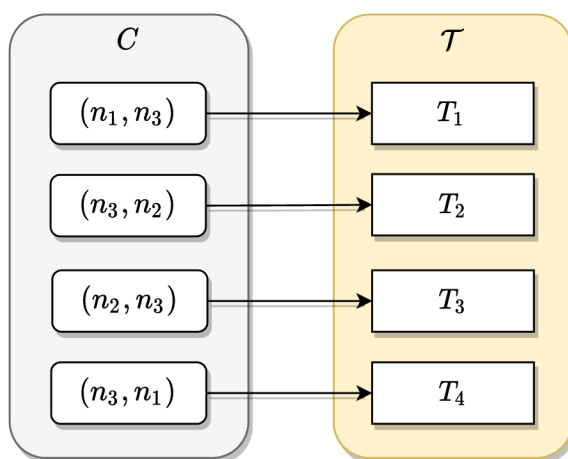 C 𝒯
(n₁, n₃) T₁
(n₃, n₂) T₂
(n₂, n₃) T₃
(n₃, n₁) T₄